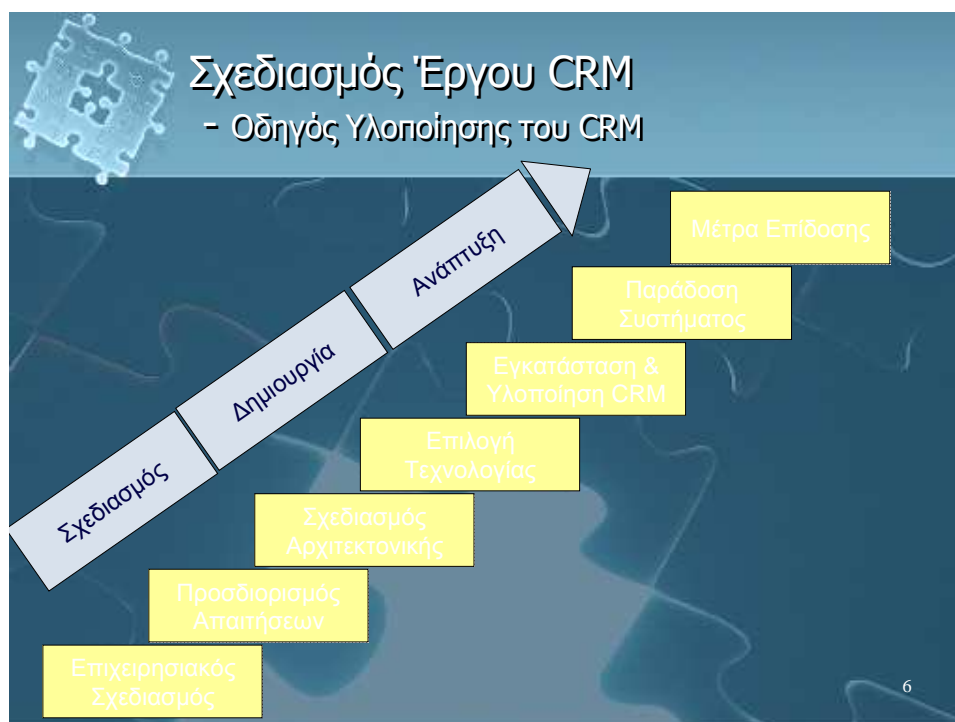 Σχεδιασμός Έργου CRM
- Οδηγός Υλοποίησης του CRM
Ανάπτυξη
Δημιουργία
Σχεδιασμός
Μέτρα Επίδοσης
Παράδοση
Συστήματος
Εγκατάσταση &
Υλοποίηση CRM
Επιλογή
Τεχνολογίας
Σχεδιασμός
Αρχιτεκτονικής
Προσδιορισμός
Απαιτήσεων
Επιχειρησιακός
Σχεδιασμός
6